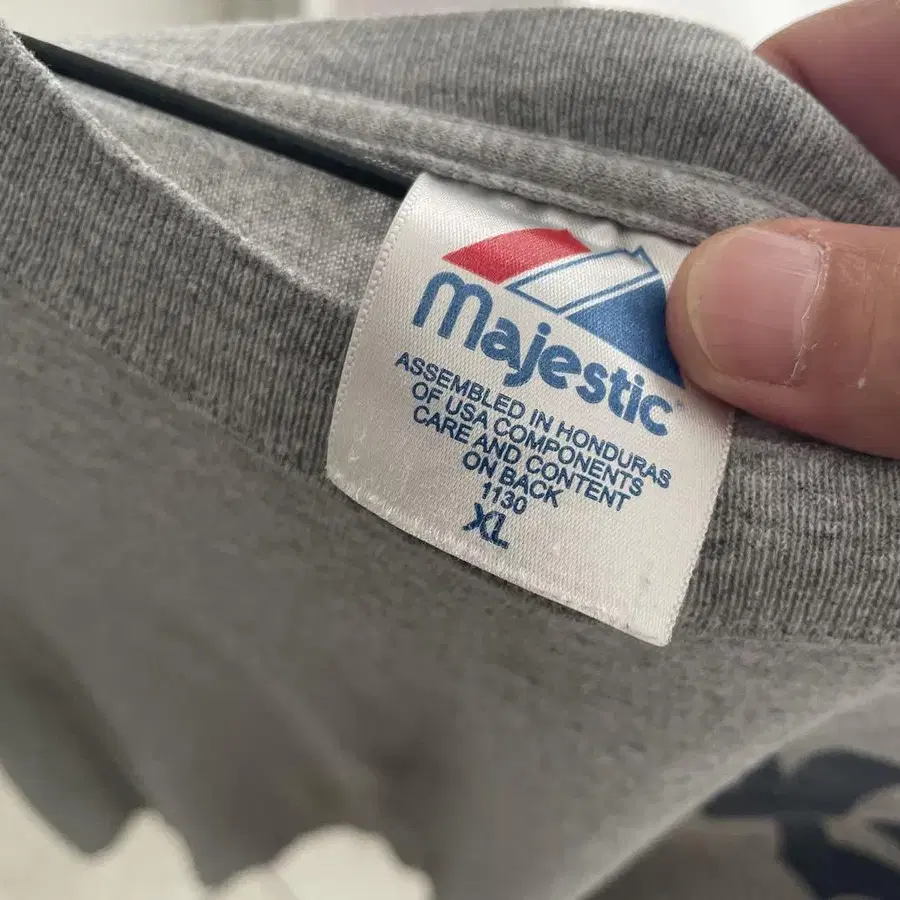 majestic
ASSEMBLED IN HONDURAS
OF USA COMPONENTS
CARE AND CONTENT
ON BACK
1130
XL